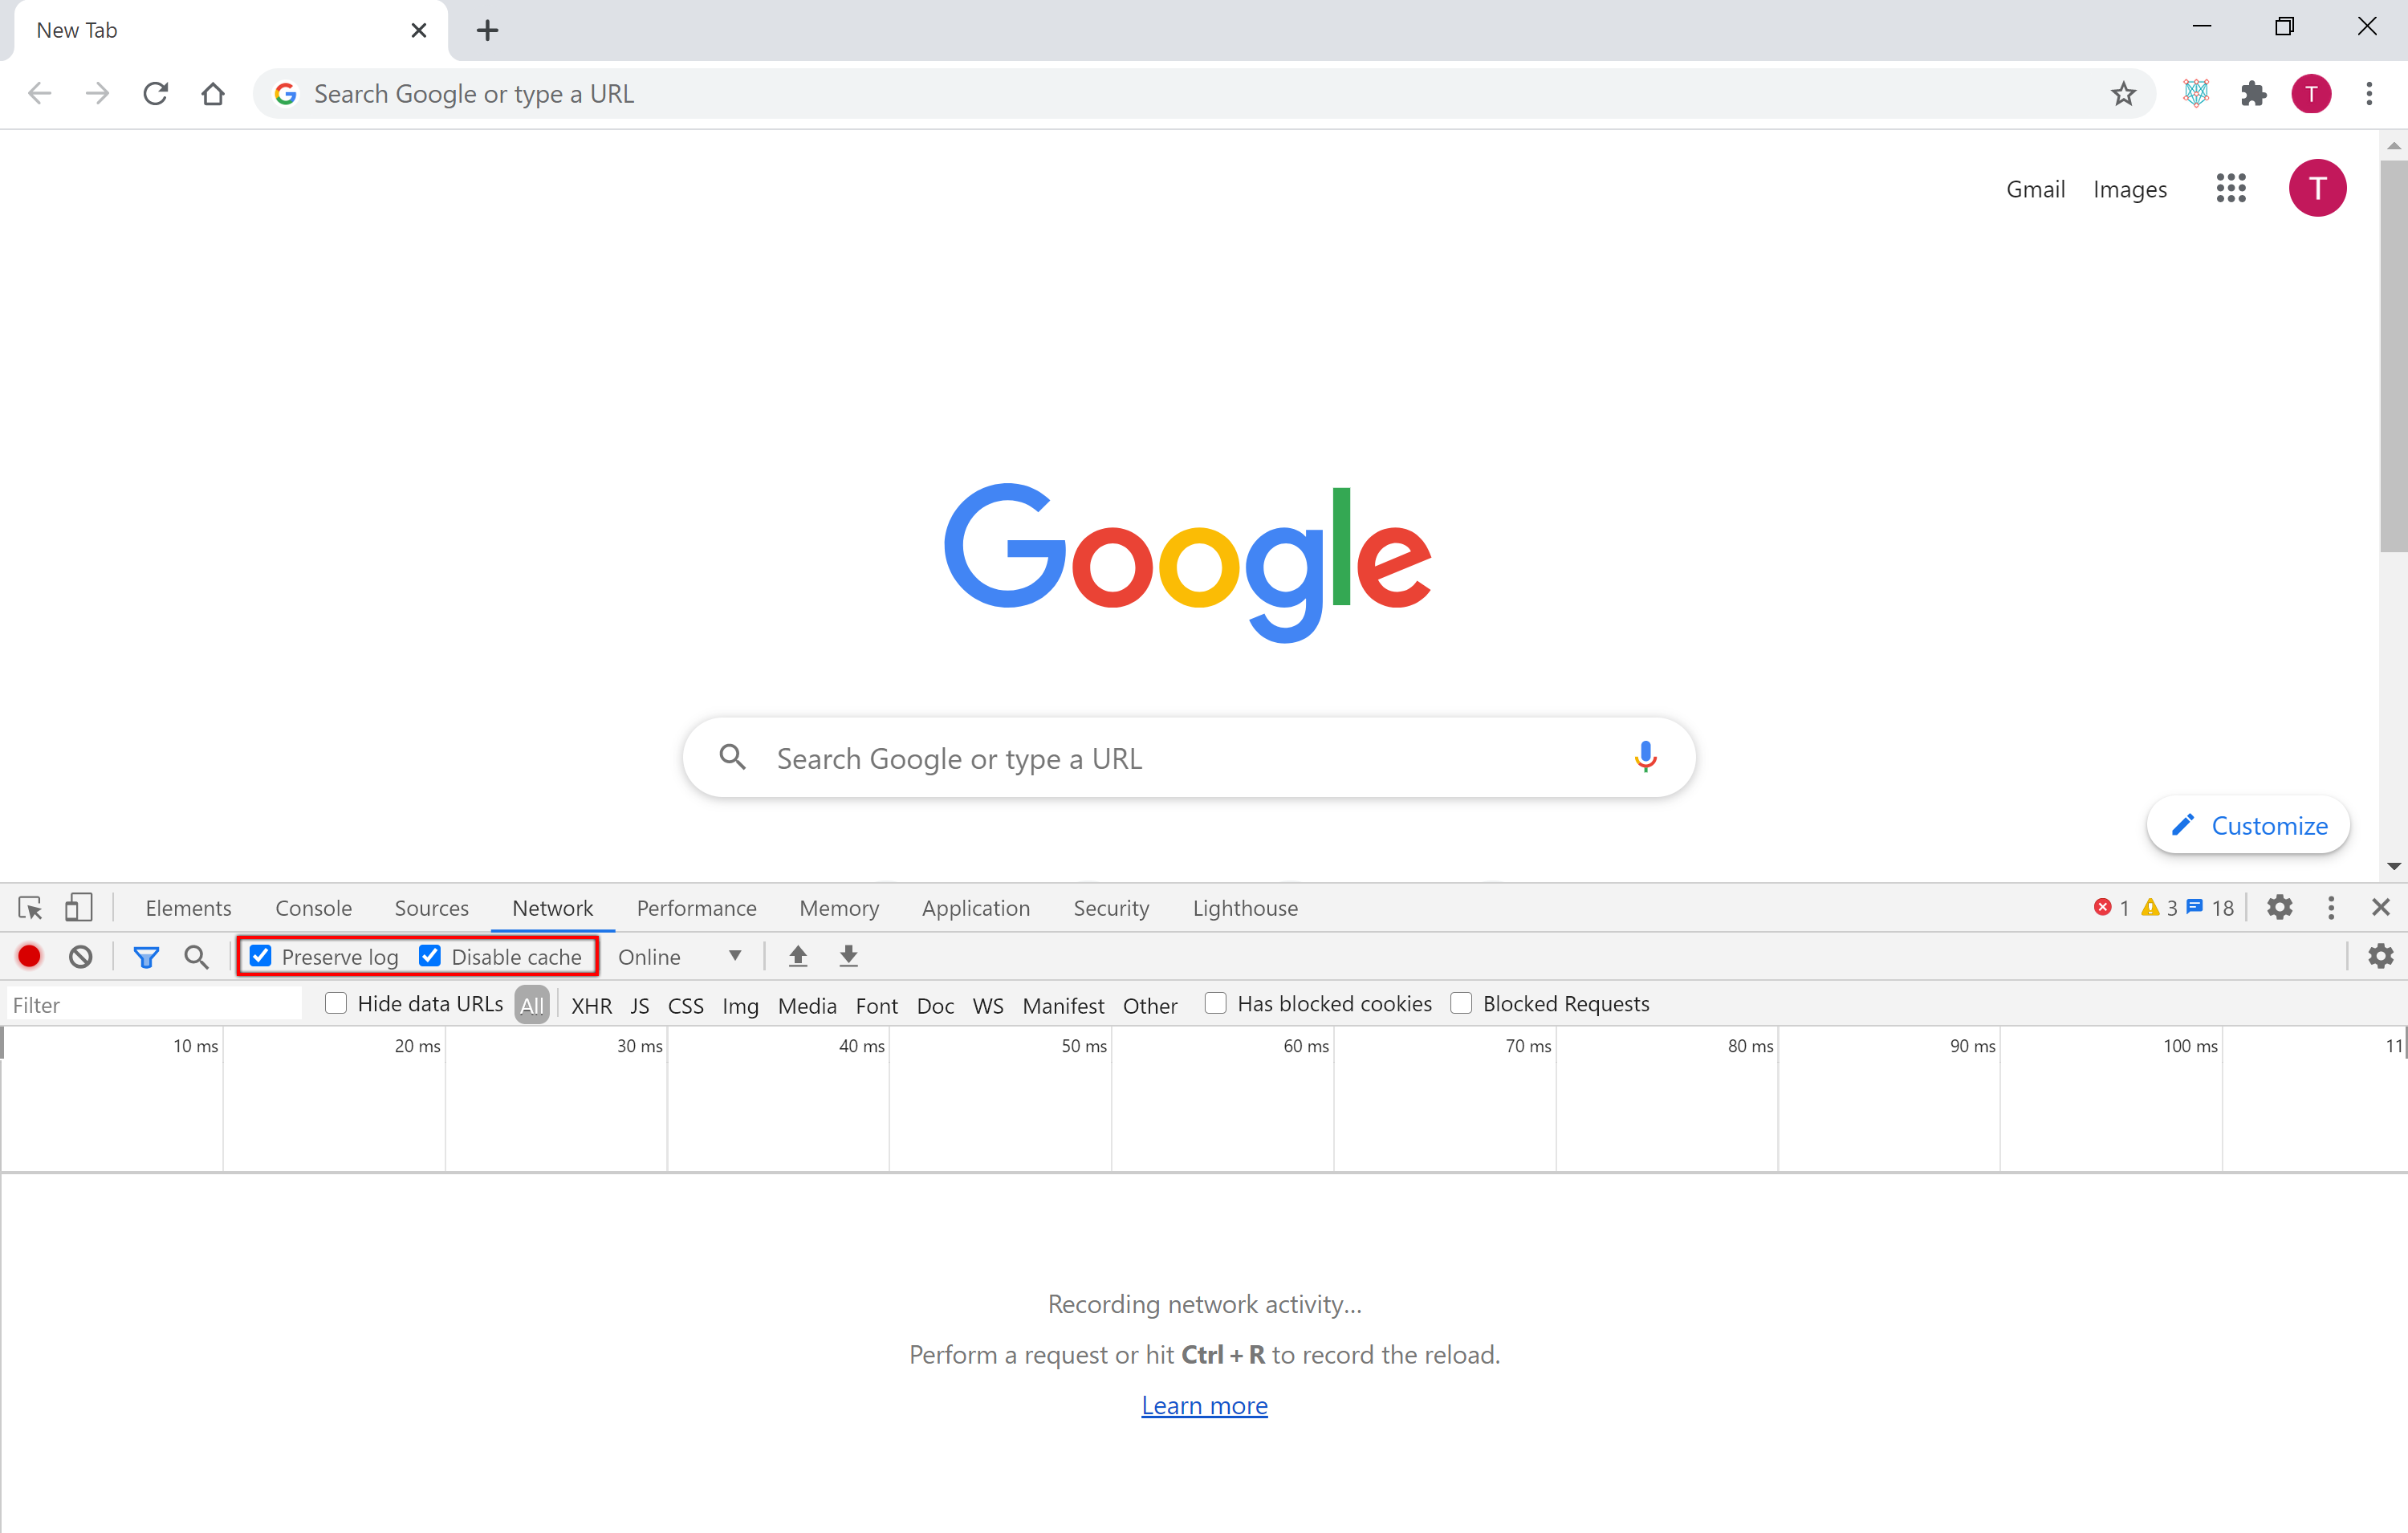 New Tab
Search Google or type a URL
T
Gmail Images T
Google
Search Google or type a URL
Customize
Elements Console Sources Network Performance Memory Application Security Lighthouse 1 3 18
Preserve log Disable cache Online
Filter Hide data URLs All XHR JS CSS Img Media Font Doc WS Manifest Other Has blocked cookies Blocked Requests
10 ms 20 ms 30 ms 40 ms 50 ms 60 ms 70 ms 80 ms 90 ms 100 ms 11
Recording network activity...
Perform a request or hit Ctrl + R to record the reload.
Learn more